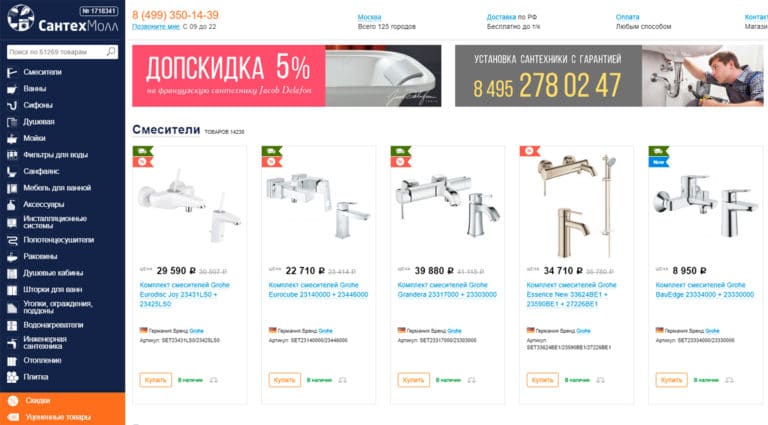 № 1718341
СантехМолл
Поиск по 51269 товарам
Смесители
Ванны
Сифоны
Душевая
Мойки
Фильтры для воды
Санфаянс
Мебель для ванной
Аксессуары
Инсталляционные
системы
Полотенцесушители
Раковины
Душевые кабины
Шторки для ванн
Уголки, ограждения,
поддоны
Водонагреватели
Инженерная
сантехника
Отопление
Плитка
Скидки
Уцененные товары
8 (499) 350-14-39
Позвоните мне С 09 до 22
Москва
Всего 125 городов
Доставка по РФ
Бесплатно до т/к
Оплата
Любым способом
Контак
Магази
ДОПСКИДКА 5%
на французскую сантехнику Jacob Delafon
УСТАНОВКА САНТЕХНИКИ С ГАРАНТИЕЙ
8 495 278 02 47
Смесители ТОВАРОВ 14238
ЦЕНА 29 590 ₽ 30 507 ₽
Комплект смесителей Grohe
Eurodisc Joy 23431LS0 +
23425LS0
Германия Бренд Grohe
Артикул: SET23431LS0/23425LS0
Купить В наличии
ЦЕНА 22 710 ₽ 23 414 ₽
Комплект смесителей Grohe
Eurocube 23140000 + 23446000
Германия Бренд Grohe
Артикул: SET23140000/23446000
Купить В наличии
ЦЕНА 39 880 ₽ 41 115 ₽
Комплект смесителей Grohe
Grandera 23317000 + 23303000
Германия Бренд Grohe
Артикул: SET23317000/23303000
Купить В наличии
ЦЕНА 34 710 ₽ 35 780 ₽
Комплект смесителей Grohe
Essence New 33624BE1 +
23590BE1 + 27226BE1
Германия Бренд Grohe
Артикул:
SET33624BE1/23590BE1/27226BE1
Купить В наличии
New
ЦЕНА 8 950 ₽
Комплект смесителей Grohe
BauEdge 23334000 + 23330000
Германия Бренд Grohe
Артикул: SET23334000/23330000
Купить В наличии